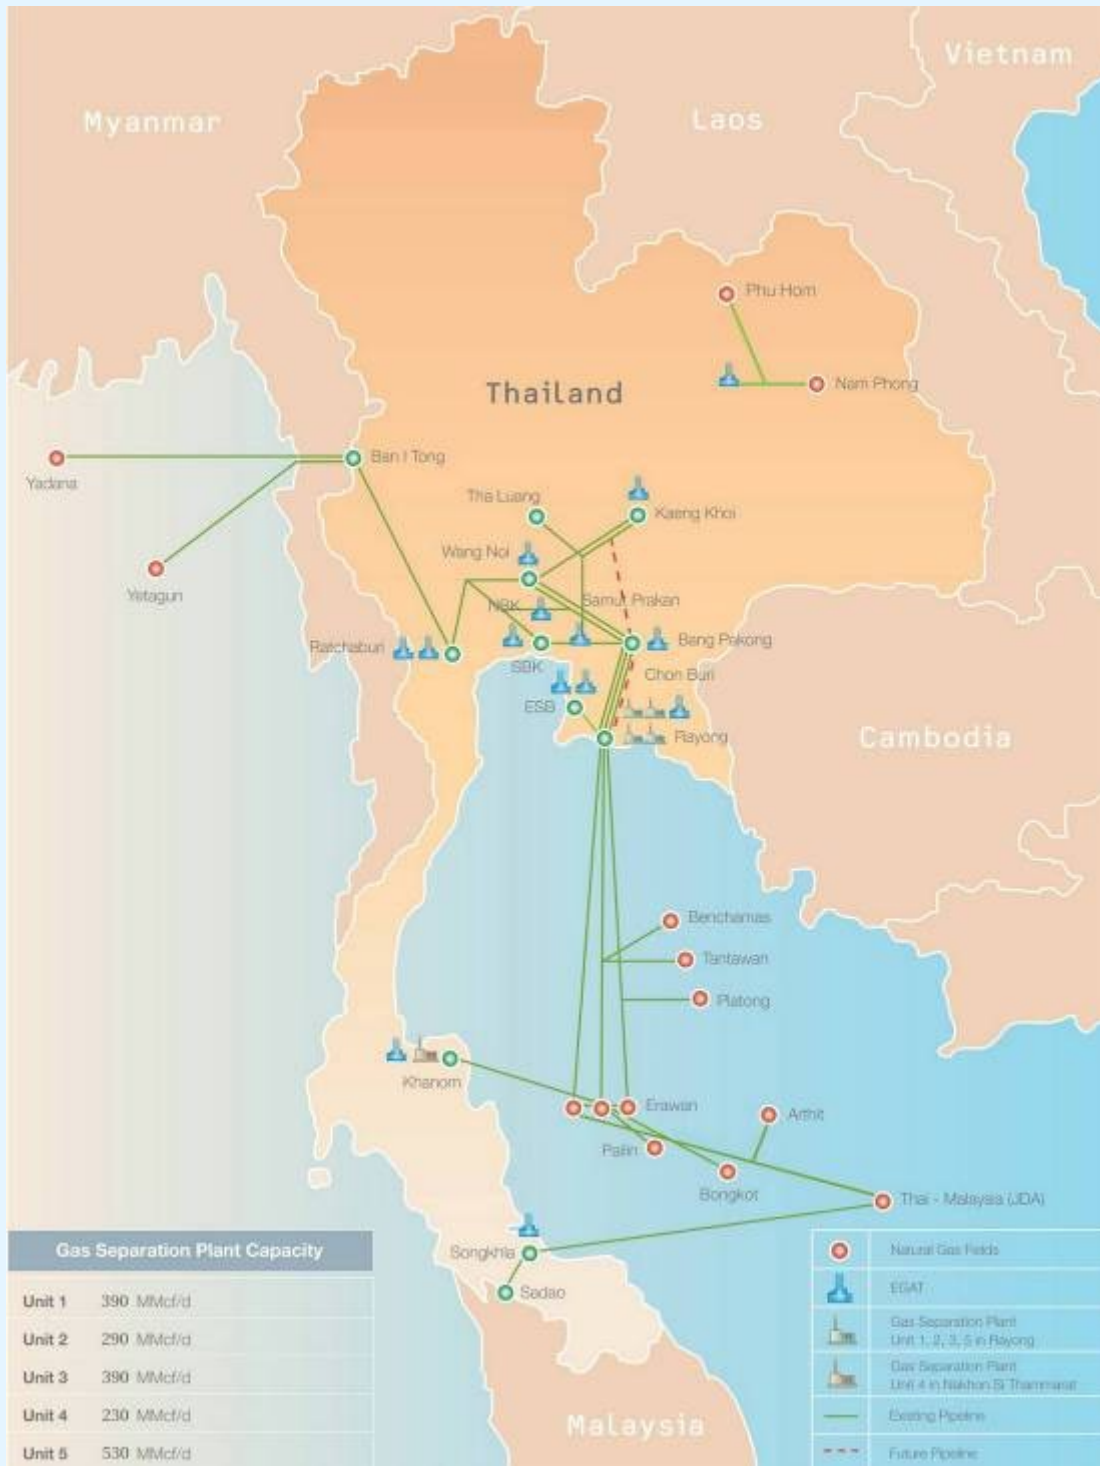 Vietnam
Myanmar
Laos
Phu Hom
Thailand
Nam Phong
Ban I Tong
Yadana
Tha Luang
Kaeng Khoi
Wang Noi
Yetagun
NBK
Samut Prakan
Ratchaburi
Bang Pakong
SBK
Chon Buri
ESB
Rayong
Cambodia
Benchamas
Tantawan
Platong
Khanom
Erawan
Arthit
Pailin
Bongkot
Thai - Malaysia (JDA)
Songkhla
Sadao
Malaysia
Gas Separation Plant Capacity
Unit 1 390 MMcf/d
Unit 2 290 MMcf/d
Unit 3 390 MMcf/d
Unit 4 230 MMcf/d
Unit 5 530 MMcf/d
Natural Gas Fields
EGAT
Gas Separation Plant
Unit 1, 2, 3, 5 in Rayong
Gas Separation Plant
Unit 4 in Nakhon Si Thammarat
Existing Pipeline
Future Pipeline